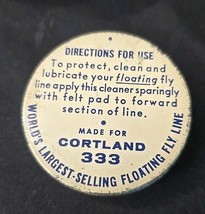 DIRECTIONS FOR USE
To protect, clean and
lubricate your floating fly
line apply this cleaner sparingly
with felt pad to forward
section of line.
MADE FOR
CORTLAND
333
WORLD'S LARGEST-SELLING FLOATING FLY LINE